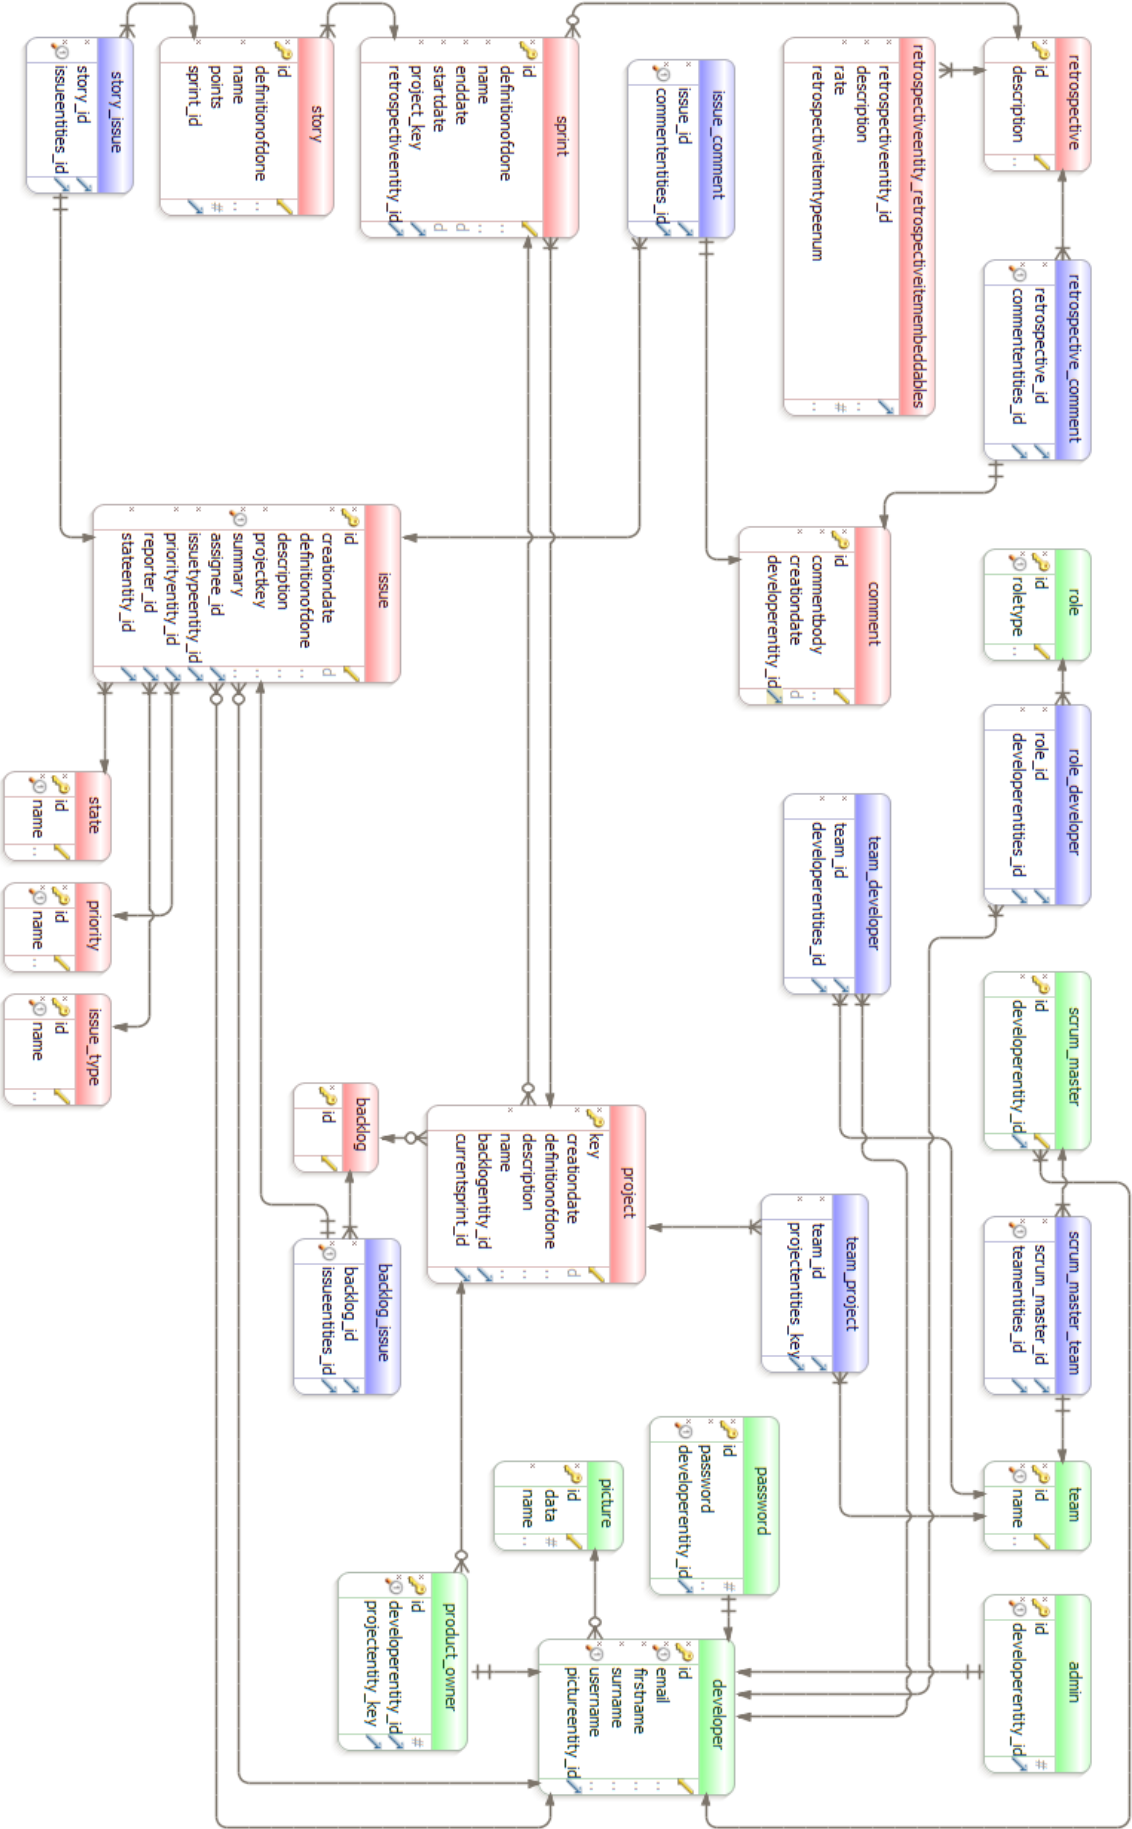 retrospective
id
description
retrospective_comment
retrospective_id
commententities_id
role
id
roletype
role_developer
role_id
developerentities_id
scrum_master
id
developerentity_id
scrum_master_team
scrum_master_id
teamentities_id
team
id
name
admin
id
developerentity_id
retrospectiveentity_retrospectiveitemembeddables
retrospectiveentity_id
description
rate
retrospectiveitemtypeenum
comment
id
commentbody
creationdate
developerentity_id
team_developer
team_id
developerentities_id
team_project
team_id
projectentities_key
password
id
password
developerentity_id
issue_comment
issue_id
commententities_id
developer
id
email
firstname
surname
username
pictureentity_id
sprint
id
definitionofdone
name
enddate
startdate
project_key
retrospectiveentity_id
project
key
creationdate
definitionofdone
description
name
backlogentity_id
currentsprint_id
picture
id
data
name
product_owner
id
developerentity_id
projectentity_key
story
id
definitionofdone
name
points
sprint_id
issue
id
creationdate
definitionofdone
description
projectkey
summary
assignee_id
issuetypeentity_id
priorityentity_id
reporter_id
stateentity_id
backlog
id
backlog_issue
backlog_id
issueentities_id
story_issue
story_id
issueentities_id
state
id
name
priority
id
name
issue_type
id
name